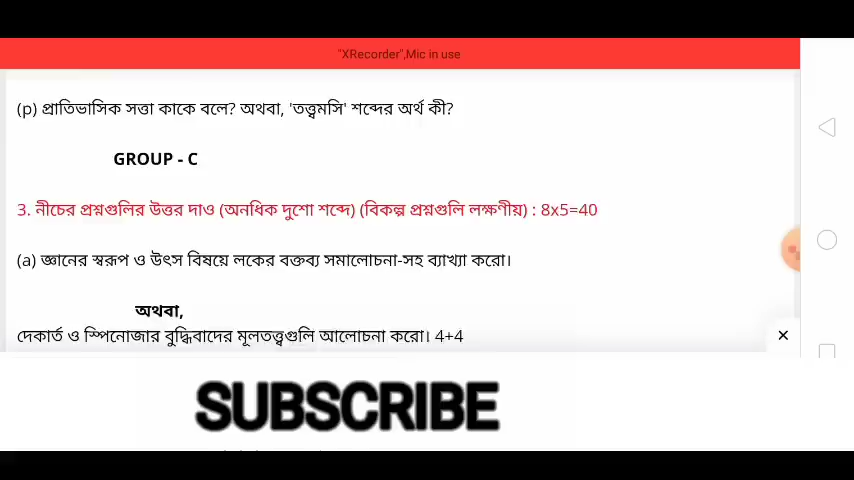 "XRecorder",Mic in use
(p) প্রাতিভাসিক সত্তা কাকে বলে? অথবা, 'তত্ত্বমসি' শব্দের অর্থ কী?
GROUP - C
3. নীচের প্রশ্নগুলির উত্তর দাও (অনধিক দুশো শব্দে) (বিকল্প প্রশ্নগুলি লক্ষণীয়) : 8x5=40
(a) জ্ঞানের স্বরূপ ও উৎস বিষয়ে লকের বক্তব্য সমালোচনা-সহ ব্যাখ্যা করো।
অথবা,
দেকার্ত ও স্পিনোজার বুদ্ধিবাদের মূলতত্ত্বগুলি আলোচনা করো। 4+4
SUBSCRIBE